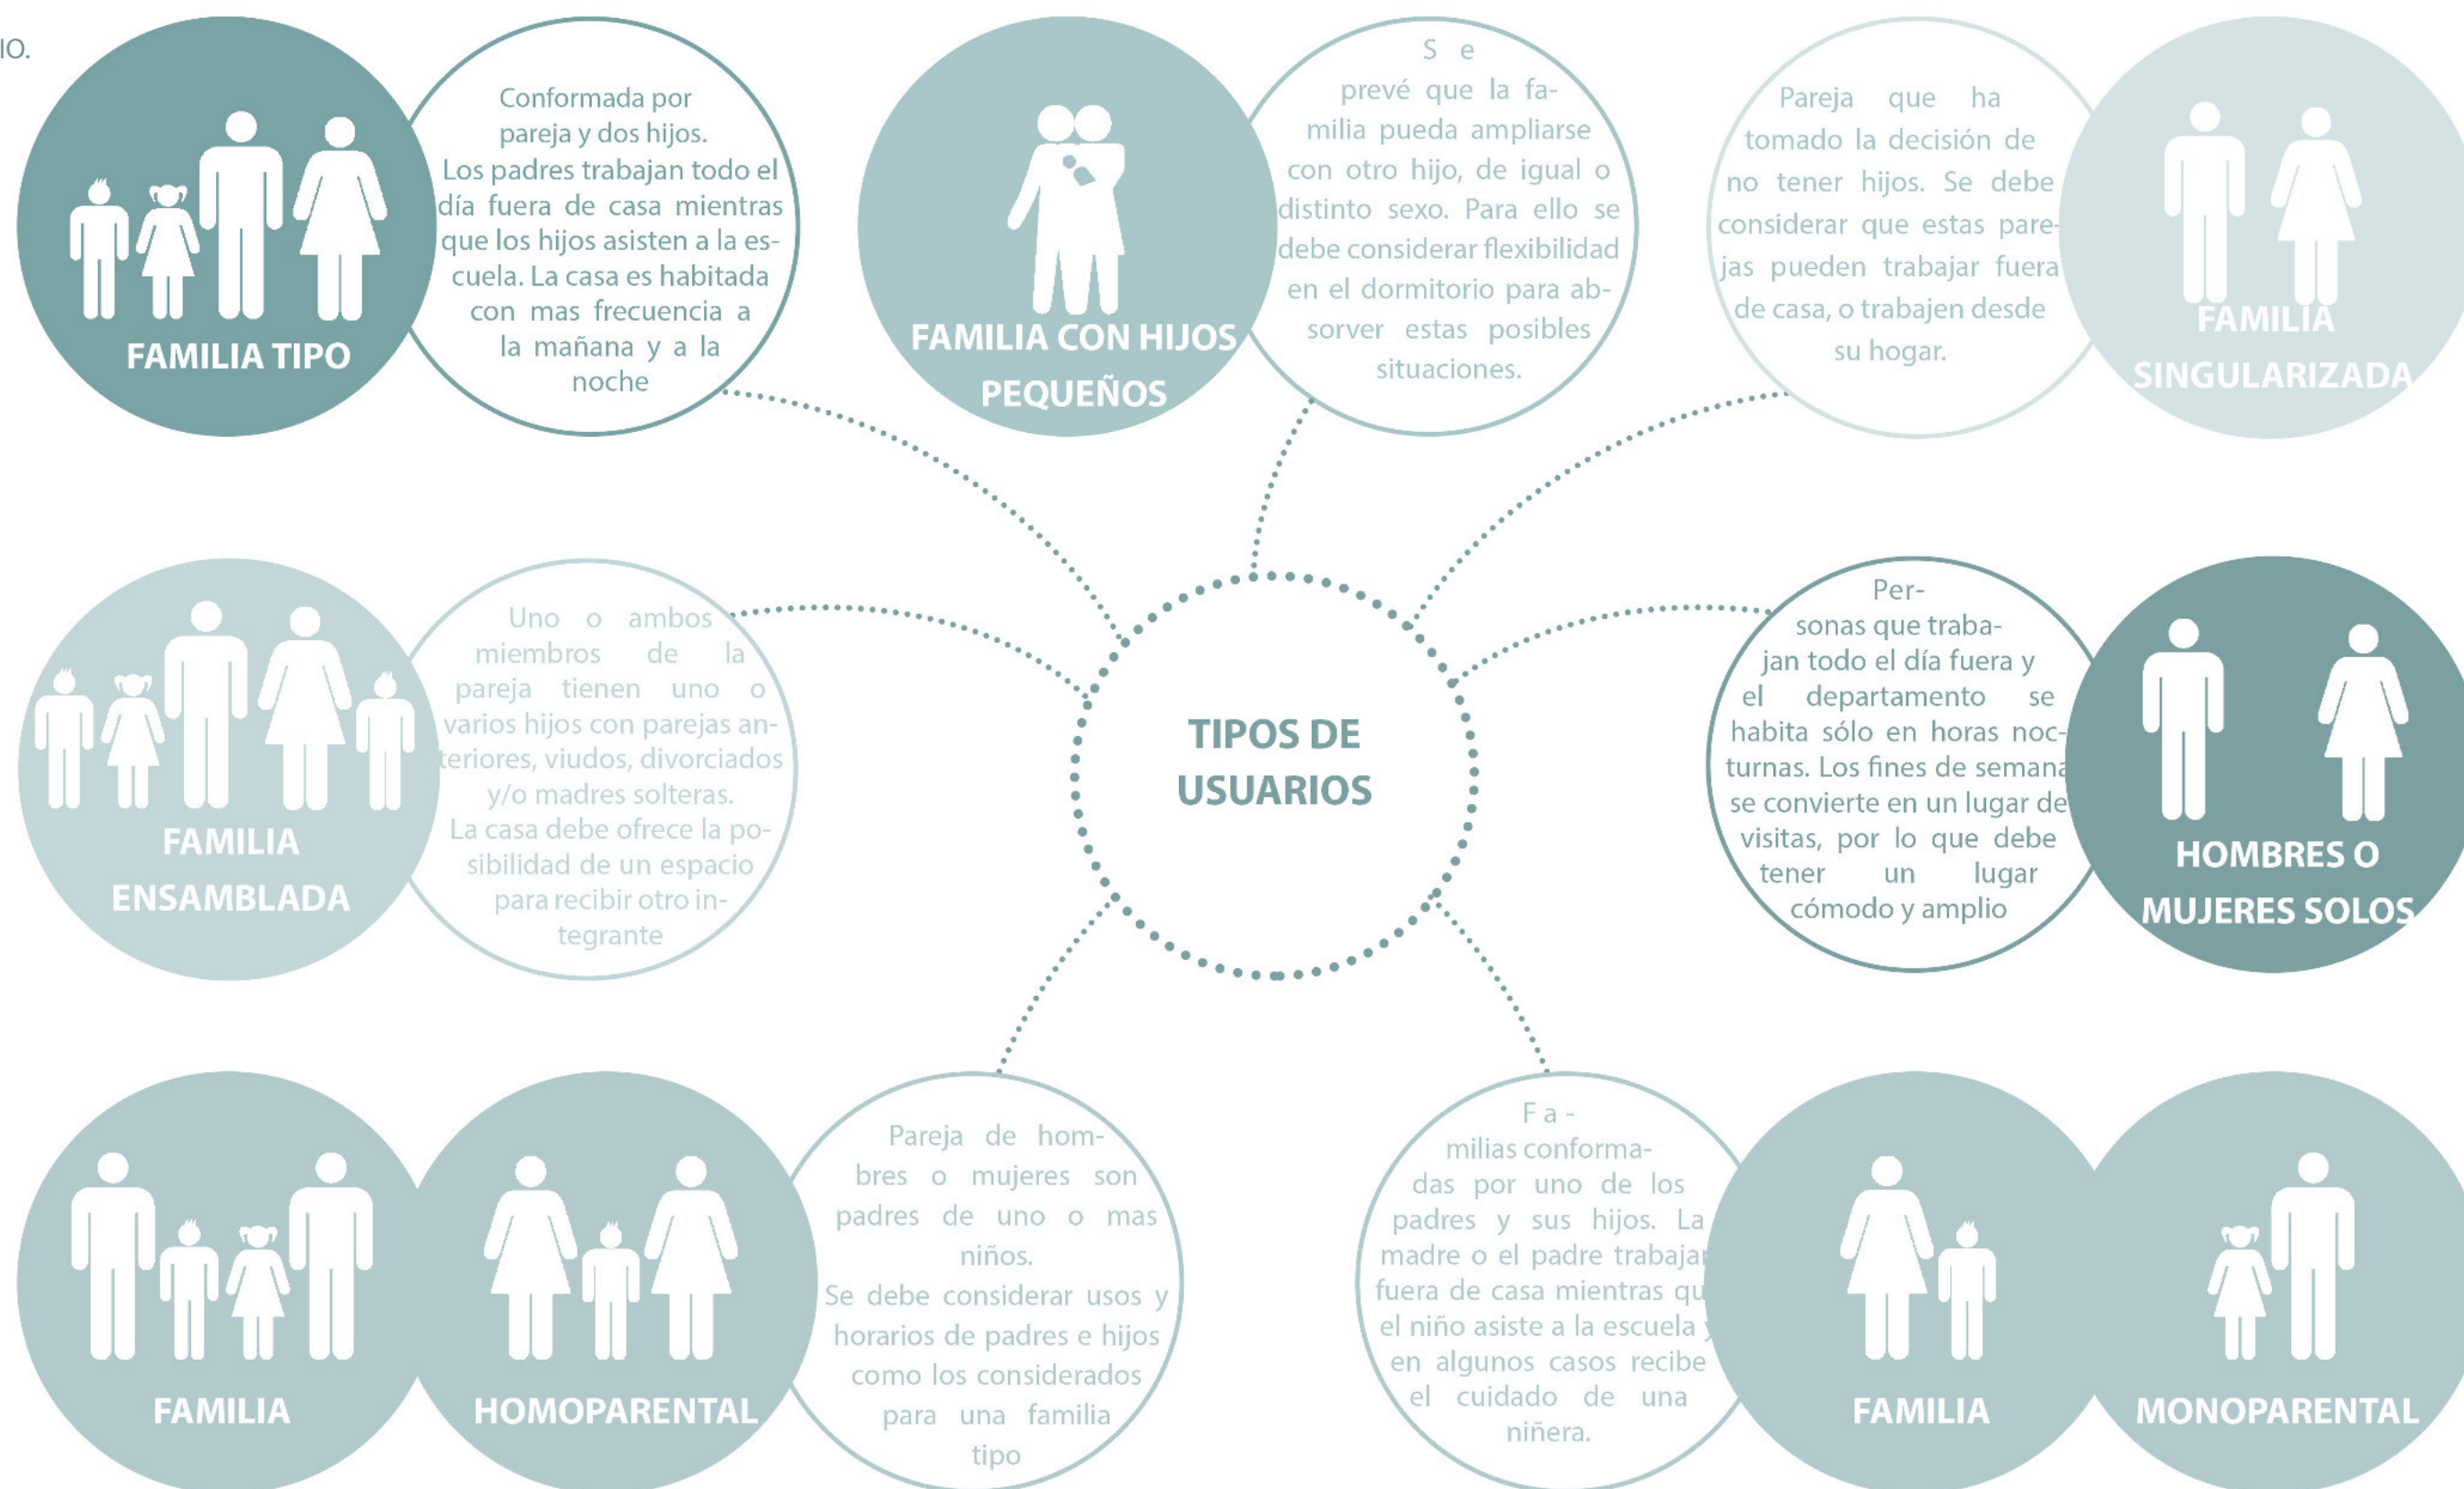 IO.
Conformada por
pareja y dos hijos.
Los padres trabajan todo el
día fuera de casa mientras
que los hijos asisten a la es-
cuela. La casa es habitada
con mas frecuencia a
la mañana y a la
noche
FAMILIA TIPO
S e
prevé que la fa-
milia pueda ampliarse
con otro hijo, de igual o
distinto sexo. Para ello se
debe considerar flexibilidad
en el dormitorio para ab-
sorver estas posibles
situaciones.
FAMILIA CON HIJOS
PEQUEÑOS
Pareja que ha
tomado la decisión de
no tener hijos. Se debe
considerar que estas pare-
jas pueden trabajar fuera
de casa, o trabajen desde
su hogar.
FAMILIA
SINGULARIZADA
Uno o ambos
miembros de la
pareja tienen uno o
varios hijos con parejas an-
teriores, viudos, divorciados
y/o madres solteras.
La casa debe ofrece la po-
sibilidad de un espacio
para recibir otro in-
tegrante
FAMILIA
ENSAMBLADA
TIPOS DE
USUARIOS
Per-
sonas que traba-
jan todo el día fuera y
el departamento se
habita sólo en horas noc-
turnas. Los fines de semana
se convierte en un lugar de
visitas, por lo que debe
tener un lugar
cómodo y amplio
HOMBRES O
MUJERES SOLOS
FAMILIA HOMOPARENTAL
Pareja de hom-
bres o mujeres son
padres de uno o mas
niños.
Se debe considerar usos y
horarios de padres e hijos
como los considerados
para una familia
tipo
F a -
milias conforma-
das por uno de los
padres y sus hijos. La
madre o el padre trabajar
fuera de casa mientras qu
el niño asiste a la escuela
en algunos casos recibe
el cuidado de una
niñera.
FAMILIA MONOPARENTAL